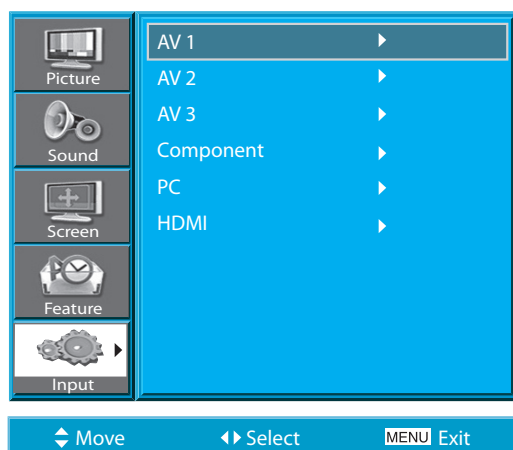 Picture
Sound
Screen
Feature
Input
AV 1
AV 2
AV 3
Component
PC
HDMI
Move Select MENU Exit